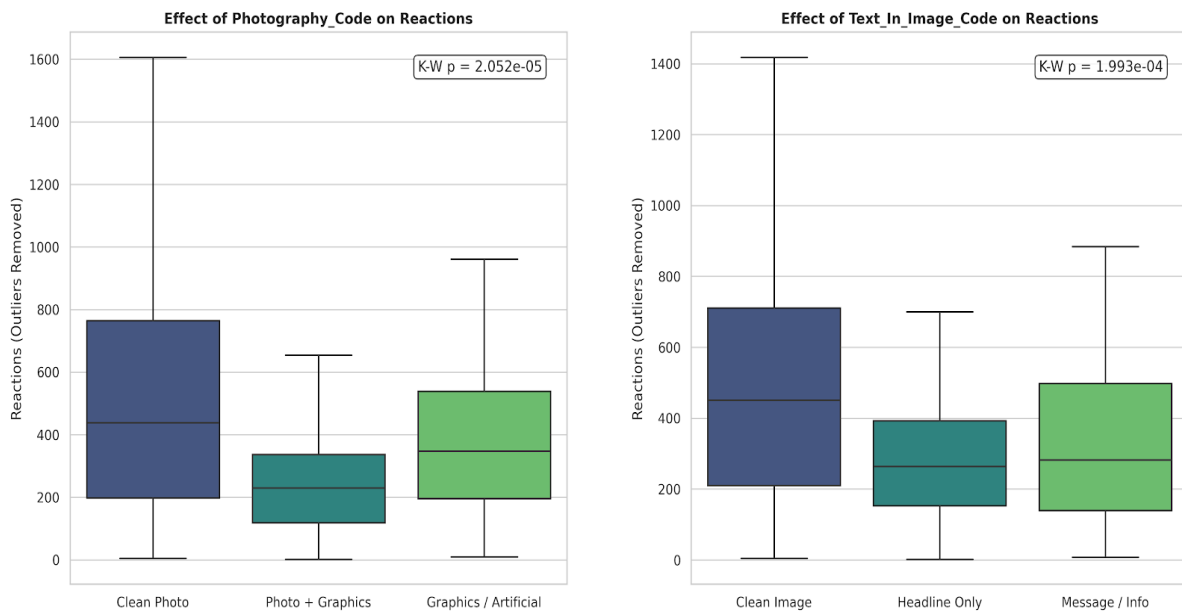 Effect of Photography_Code on Reactions
K-W p = 2.052e-05
Reactions (Outliers Removed)
1600
1400
1200
1000
800
600
400
200
0
Clean Photo
Photo + Graphics
Graphics / Artificial
Effect of Text_In_Image_Code on Reactions
K-W p = 1.993e-04
Reactions (Outliers Removed)
1400
1200
1000
800
600
400
200
0
Clean Image
Headline Only
Message / Info